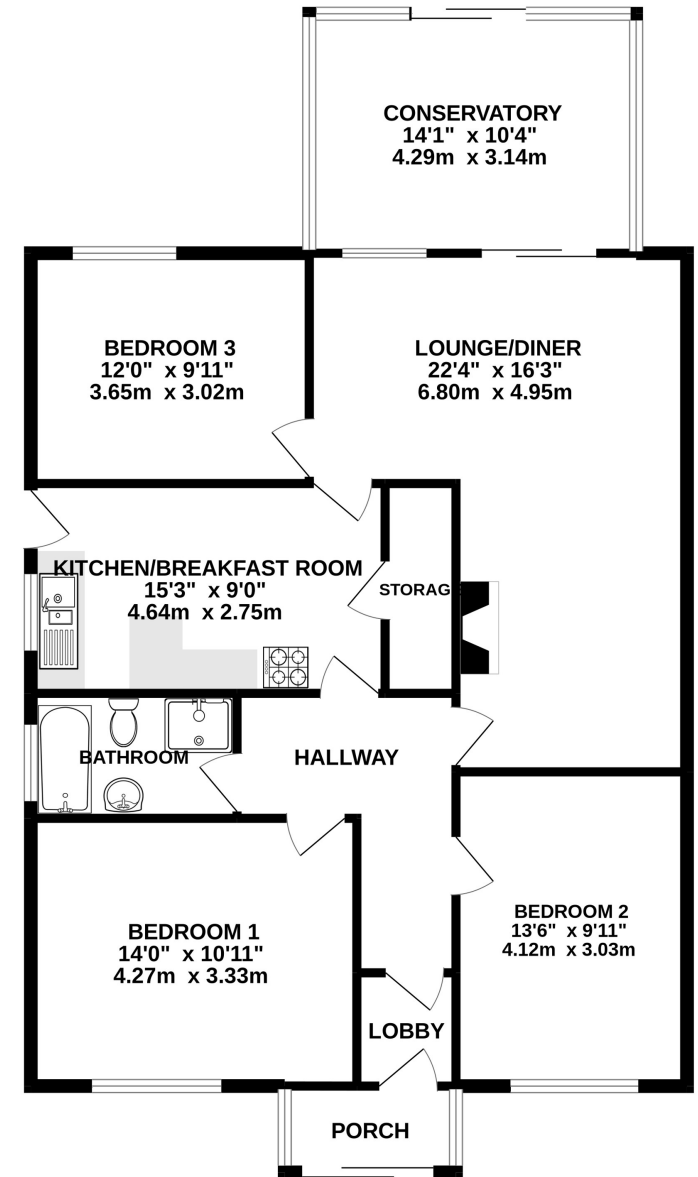 CONSERVATORY
14'1" x 10'4"
4.29m x 3.14m
BEDROOM 3
12'0" x 9'11"
3.65m x 3.02m
LOUNGE/DINER
22'4" x 16'3"
6.80m x 4.95m
KITCHEN/BREAKFAST ROOM
15'3" x 9'0"
4.64m x 2.75m
STORAG
BATHROOM
HALLWAY
BEDROOM 1
14'0" x 10'11"
4.27m x 3.33m
BEDROOM 2
13'6" x 9'11"
4.12m x 3.03m
LOBBY
PORCH